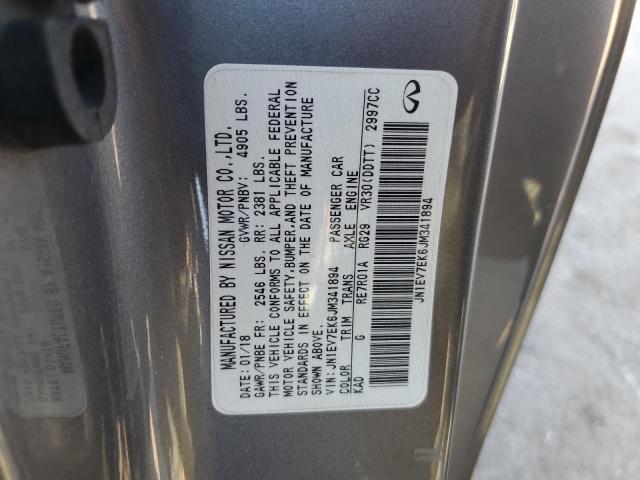 MANUFACTURED BY NISSAN MOTOR CO.,LTD.
DATE: 01/18 GVWR/PNBV: 4905 LBS.
GAWR/PNBE FR: 2546 LBS. RR: 2381 LBS.
THIS VEHICLE CONFORMS TO ALL APPLICABLE FEDERAL
MOTOR VEHICLE SAFETY,BUMPER,AND THEFT PREVENTION
STANDARDS IN EFFECT ON THE DATE OF MANUFACTURE
SHOWN ABOVE.
VIN: JN1EV7EK6JM341894 PASSENGER CAR
COLOR TRIM TRANS AXLE ENGINE
KAD G RE7R01A RG29 VR30(DDTT) 2997CC
JN1EV7EK6JM341894